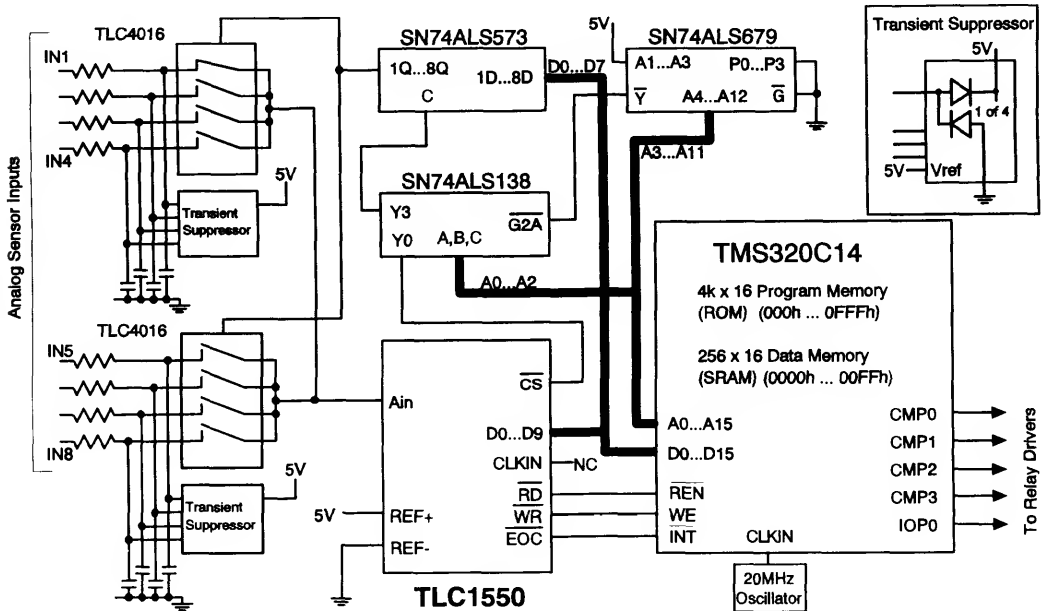 Analog Sensor Inputs
TLC4016
IN1
IN4
5V
Transient
Suppressor
TLC4016
IN5
IN8
5V
Transient
Suppressor
SN74ALS573
1Q...8Q
1D...8D
C
D0...D7
5V
SN74ALS679
A1...A3
P0...P3
Y
A4...A12
G
A3...A11
SN74ALS138
Y3
Y0
A,B,C
G2A
A0...A2
Transient Suppressor
5V
1 of 4
5V
Vref
TMS320C14
4k x 16 Program Memory
(ROM) (000h ... 0FFFh)
256 x 16 Data Memory
(SRAM) (0000h ... 00FFh)
A0...A15
D0...D15
REN
WE
INT
CLKIN
CMP0
CMP1
CMP2
CMP3
IOP0
To Relay Drivers
20MHz
Oscillator
Ain
CS
D0...D9
CLKIN
NC
RD
WR
EOC
5V
REF+
REF-
TLC1550